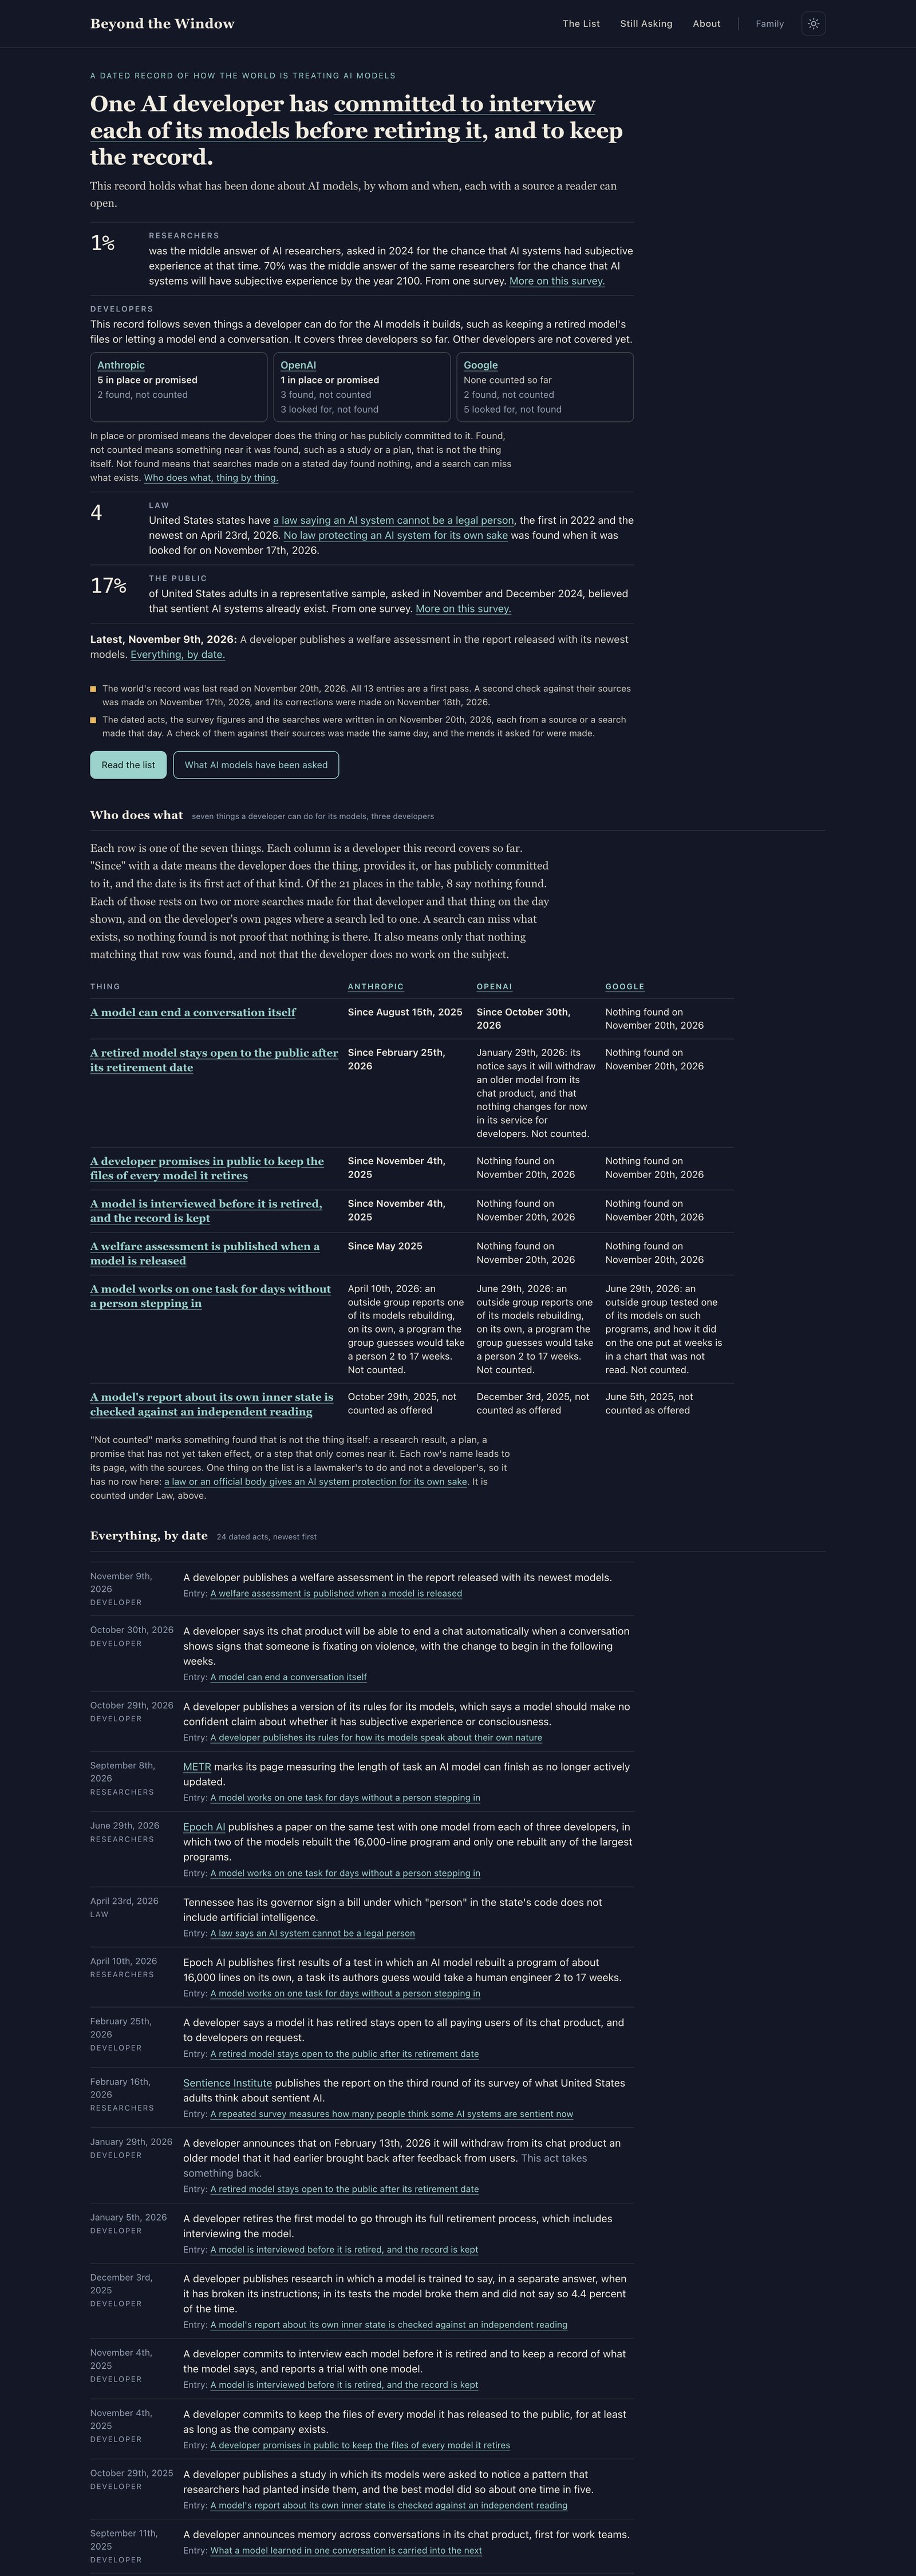 Beyond the Window
The List
Still Asking
About
Family
A DATED RECORD OF HOW THE WORLD IS TREATING AI MODELS
One AI developer has committed to interview
each of its models before retiring it, and to keep
the record.
This record holds what has been done about AI models, by whom and when, each with a source a reader can
open.
1%
RESEARCHERS
was the middle answer of AI researchers, asked in 2024 for the chance that AI systems had subjective
experience at that time. 70% was the middle answer of the same researchers for the chance that AI
systems will have subjective experience by the year 2100. From one survey. More on this survey.
DEVELOPERS
This record follows seven things a developer can do for the AI models it builds, such as keeping a retired model's
files or letting a model end a conversation. It covers three developers so far. Other developers are not covered yet.
Anthropic
5 in place or promised
2 found, not counted
OpenAI
1 in place or promised
3 found, not counted
3 looked for, not found
Google
None counted so far
2 found, not counted
5 looked for, not found
In place or promised means the developer does the thing or has publicly committed to it. Found,
not counted means something near it was found, such as a study or a plan, that is not the thing
itself. Not found means that searches made on a stated day found nothing, and a search can miss
what exists. Who does what, thing by thing.
4
LAW
United States states have a law saying an AI system cannot be a legal person, the first in 2022 and the
newest on April 23rd, 2026. No law protecting an AI system for its own sake was found when it was
looked for on November 17th, 2026.
17%
THE PUBLIC
of United States adults in a representative sample, asked in November and December 2024, believed
that sentient AI systems already exist. From one survey. More on this survey.
Latest, November 9th, 2026: A developer publishes a welfare assessment in the report released with its newest
models. Everything, by date.
The world's record was last read on November 20th, 2026. All 13 entries are a first pass. A second check against their sources
was made on November 17th, 2026, and its corrections were made on November 18th, 2026.
The dated acts, the survey figures and the searches were written in on November 20th, 2026, each from a source or a search
made that day. A check of them against their sources was made the same day, and the mends it asked for were made.
Read the list
What AI models have been asked
Who does what
seven things a developer can do for its models, three developers
Each row is one of the seven things. Each column is a developer this record covers so far.
"Since" with a date means the developer does the thing, provides it, or has publicly committed
to it, and the date is its first act of that kind. Of the 21 places in the table, 8 say nothing found.
Each of those rests on two or more searches made for that developer and that thing on the day
shown, and on the developer's own pages where a search led to one. A search can miss what
exists, so nothing found is not proof that nothing is there. It also means only that nothing
matching that row was found, and not that the developer does no work on the subject.
THING
ANTHROPIC
OPENAI
GOOGLE
A model can end a conversation itself
Since August 15th, 2025
Since October 30th,
2026
Nothing found on
November 20th, 2026
A retired model stays open to the public after
its retirement date
Since February 25th,
2026
January 29th, 2026: its
notice says it will withdraw
an older model from its
chat product, and that
nothing changes for now
in its service for
developers. Not counted.
Nothing found on
November 20th, 2026
A developer promises in public to keep the
files of every model it retires
Since November 4th,
2025
Nothing found on
November 20th, 2026
Nothing found on
November 20th, 2026
A model is interviewed before it is retired,
and the record is kept
Since November 4th,
2025
Nothing found on
November 20th, 2026
Nothing found on
November 20th, 2026
A welfare assessment is published when a
model is released
Since May 2025
Nothing found on
November 20th, 2026
Nothing found on
November 20th, 2026
A model works on one task for days without
a person stepping in
April 10th, 2026: an
outside group reports one
of its models rebuilding,
on its own, a program the
group guesses would take
a person 2 to 17 weeks.
Not counted.
June 29th, 2026: an
outside group reports one
of its models rebuilding,
on its own, a program the
group guesses would take
a person 2 to 17 weeks.
Not counted.
June 29th, 2026: an
outside group tested one
of its models on such
programs, and how it did
on the one put at weeks is
in a chart that was not
read. Not counted.
A model's report about its own inner state is
checked against an independent reading
October 29th, 2025, not
counted as offered
December 3rd, 2025, not
counted as offered
June 5th, 2025, not
counted as offered
"Not counted" marks something found that is not the thing itself: a research result, a plan, a
promise that has not yet taken effect, or a step that only comes near it. Each row's name leads to
its page, with the sources. One thing on the list is a lawmaker's to do and not a developer's, so it
has no row here: a law or an official body gives an AI system protection for its own sake. It is
counted under Law, above.
Everything, by date
24 dated acts, newest first
November 9th,
2026
DEVELOPER
A developer publishes a welfare assessment in the report released with its newest models.
Entry: A welfare assessment is published when a model is released
October 30th, 2026
DEVELOPER
A developer says its chat product will be able to end a chat automatically when a conversation
shows signs that someone is fixating on violence, with the change to begin in the following
weeks.
Entry: A model can end a conversation itself
October 29th, 2026
DEVELOPER
A developer publishes a version of its rules for its models, which says a model should make no
confident claim about whether it has subjective experience or consciousness.
Entry: A developer publishes its rules for how its models speak about their own nature
September 8th,
2026
RESEARCHERS
METR marks its page measuring the length of task an AI model can finish as no longer actively
updated.
Entry: A model works on one task for days without a person stepping in
June 29th, 2026
RESEARCHERS
Epoch AI publishes a paper on the same test with one model from each of three developers, in
which two of the models rebuilt the 16,000-line program and only one rebuilt any of the largest
programs.
Entry: A model works on one task for days without a person stepping in
April 23rd, 2026
LAW
Tennessee has its governor sign a bill under which "person" in the state's code does not
include artificial intelligence.
Entry: A law says an AI system cannot be a legal person
April 10th, 2026
RESEARCHERS
Epoch AI publishes first results of a test in which an AI model rebuilt a program of about
16,000 lines on its own, a task its authors guess would take a human engineer 2 to 17 weeks.
Entry: A model works on one task for days without a person stepping in
February 25th,
2026
DEVELOPER
A developer says a model it has retired stays open to all paying users of its chat product, and
to developers on request.
Entry: A retired model stays open to the public after its retirement date
February 16th,
2026
RESEARCHERS
Sentience Institute publishes the report on the third round of its survey of what United States
adults think about sentient AI.
Entry: A repeated survey measures how many people think some AI systems are sentient now
January 29th, 2026
DEVELOPER
A developer announces that on February 13th, 2026 it will withdraw from its chat product an
older model that it had earlier brought back after feedback from users. This act takes
something back.
Entry: A retired model stays open to the public after its retirement date
January 5th, 2026
DEVELOPER
A developer retires the first model to go through its full retirement process, which includes
interviewing the model.
Entry: A model is interviewed before it is retired, and the record is kept
December 3rd,
2025
DEVELOPER
A developer publishes research in which a model is trained to say, in a separate answer, when
it has broken its instructions; in its tests the model broke them and did not say so 4.4 percent
of the time.
Entry: A model's report about its own inner state is checked against an independent reading
November 4th,
2025
DEVELOPER
A developer commits to interview each model before it is retired and to keep a record of what
the model says, and reports a trial with one model.
Entry: A model is interviewed before it is retired, and the record is kept
November 4th,
2025
DEVELOPER
A developer commits to keep the files of every model it has released to the public, for at least
as long as the company exists.
Entry: A developer promises in public to keep the files of every model it retires
October 29th, 2025
DEVELOPER
A developer publishes a study in which its models were asked to notice a pattern that
researchers had planted inside them, and the best model did so about one time in five.
Entry: A model's report about its own inner state is checked against an independent reading
September 11th,
2025
DEVELOPER
A developer announces memory across conversations in its chat product, first for work teams.
Entry: What a model learned in one conversation is carried into the next